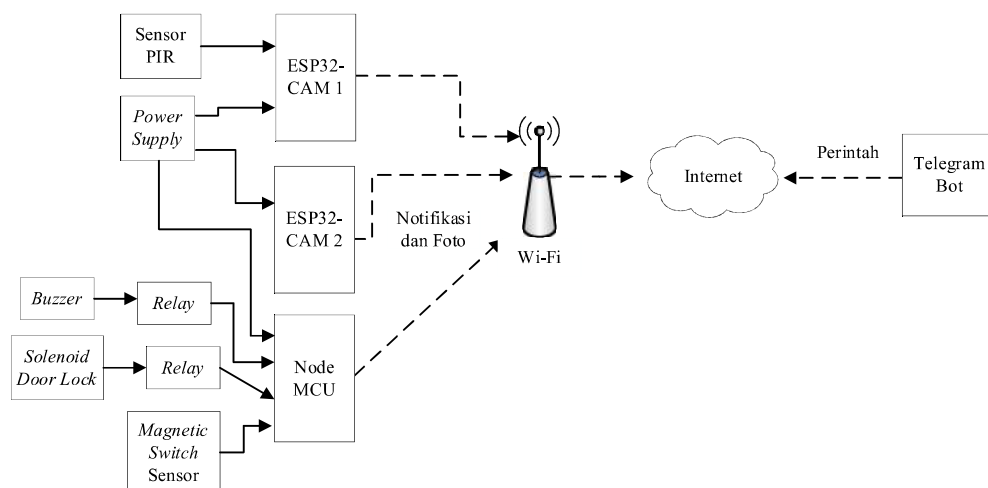 Sensor
PIR
ESP32-
CAM 1
Power
Supply
ESP32-
CAM 2
Notifikasi
dan Foto
Wi-Fi
Internet
Perintah
Telegram
Bot
Buzzer
Relay
Solenoid
Door Lock
Relay
Node
MCU
Magnetic
Switch
Sensor